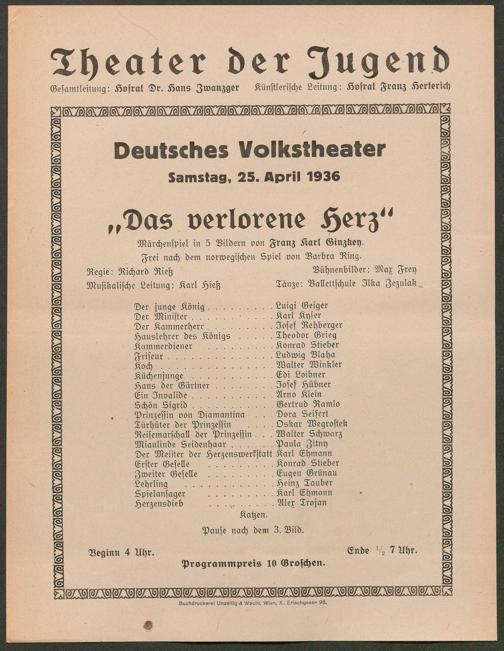 Theater der Jugend
Gesamtleitung: Hofrat Dr. Hans Zwanzger Künstlerische Leitung: Hofrat Franz Herterich
Deutsches Volkstheater
Samstag, 25. April 1936
„Das verlorene Herz“
Märchenspiel in 5 Bildern von Franz Karl Ginzkey.
Frei nach dem norwegischen Spiel von Barbra Ring.
Regie: Richard Rieß Bühnenbilder: Max Frey
Musikalische Leitung: Karl Hieß Tänze: Ballettschule Ilka Zezulak
Der junge König . . . . . . . . . Luigi Geiger
Der Minister . . . . . . . . . . . Karl Kyser
Der Kammerherr . . . . . . . . . Josef Rehberger
Hauslehrer des Königs . . . . . . Theodor Grieg
Kammerdiener . . . . . . . . . . Konrad Stieber
Friseur . . . . . . . . . . . . . Ludwig Blaha
Koch . . . . . . . . . . . . . . Walter Winkler
Küchenjunge . . . . . . . . . . . Edi Loibner
Hans der Gärtner . . . . . . . . Josef Hübner
Ein Invalide . . . . . . . . . . Arno Klein
Schön Sigrid . . . . . . . . . . Gertrud Ramlo
Prinzessin von Diamantina . . . . Dora Seifert
Türhüter der Prinzessin . . . . . Oskar Wegrostek
Reisemarschall der Prinzessin . . Walter Schwarz
Miaulinde Seidenhaar . . . . . . Paula Zitny
Der Meister der Herzenswerkstatt Karl Ehmann
Erster Geselle . . . . . . . . . Konrad Stieber
Zweiter Geselle . . . . . . . . . Eugen Grünau
Lehrling . . . . . . . . . . . . Heinz Tauber
Spielansager . . . . . . . . . . Karl Ehmann
Herzensdieb . . . . . . . . . . . Alex Trojan
Katzen.
Pause nach dem 3. Bild.
Beginn 4 Uhr. Ende ½ 7 Uhr.
Programmpreis 10 Groschen.
Buchdruckerei Unzeitig & Wacht, Wien, X., Erlachgasse 98.